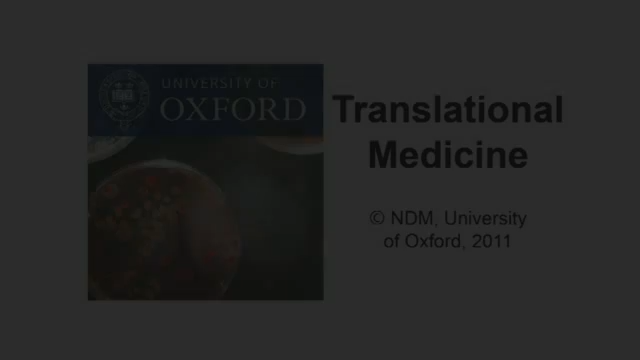 UNIVERSITY OF
OXFORD
Translational
Medicine
© NDM, University
of Oxford, 2011